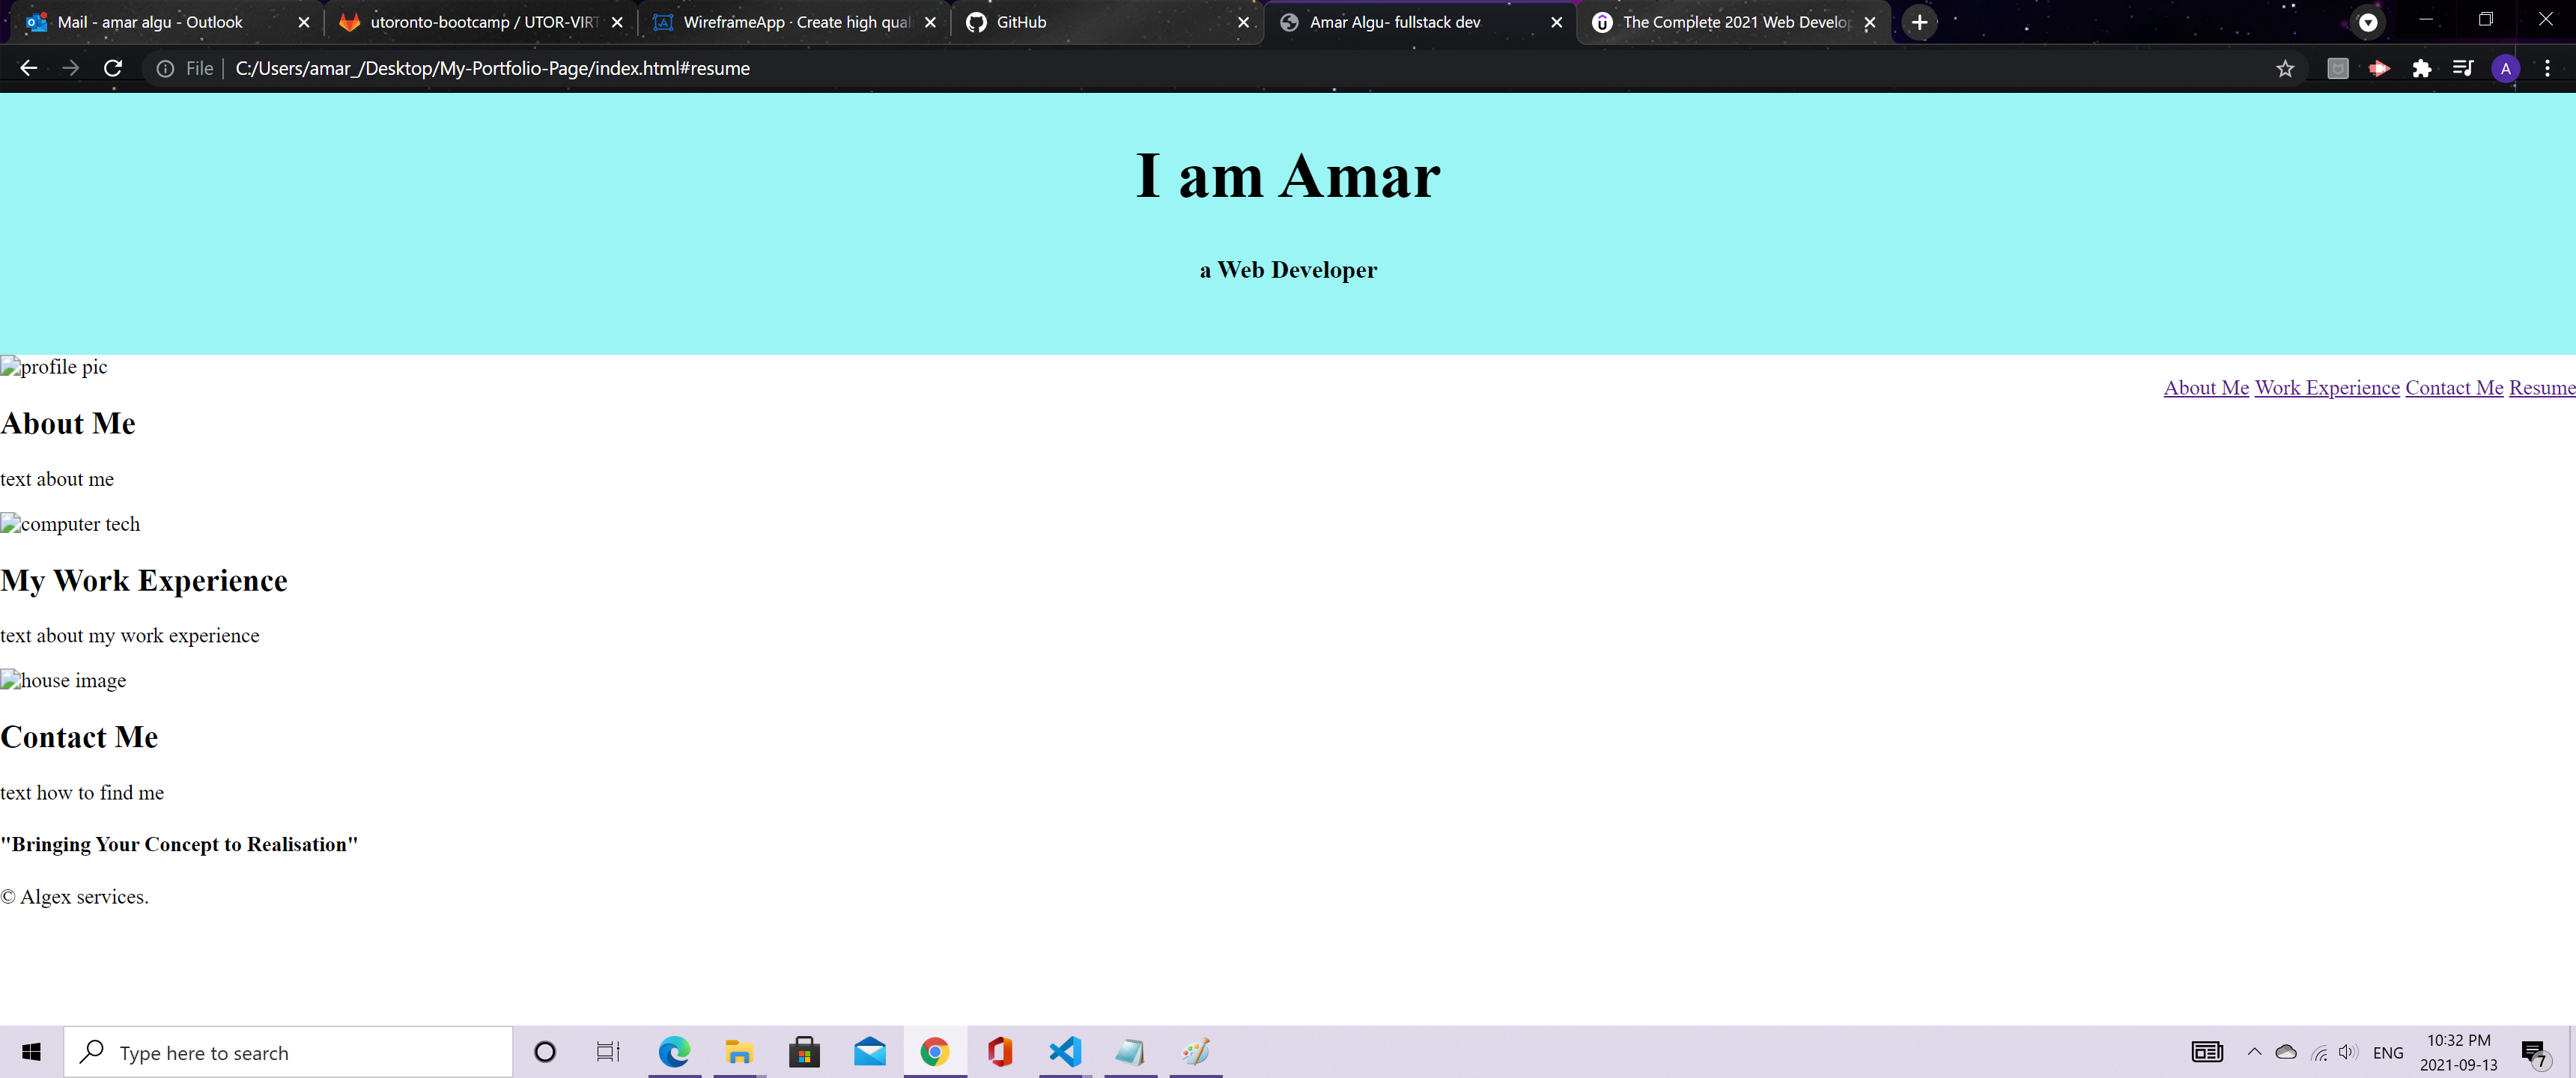 Mail - amar algu - Outlook
utoronto-bootcamp / UTOR-VIRT
WireframeApp · Create high qual
GitHub
Amar Algu- fullstack dev
The Complete 2021 Web Develop
File | C:/Users/amar_/Desktop/My-Portfolio-Page/index.html#resume
A
I am Amar
a Web Developer
profile pic
About Me Work Experience Contact Me Resume
About Me
text about me
computer tech
My Work Experience
text about my work experience
house image
Contact Me
text how to find me
"Bringing Your Concept to Realisation"
© Algex services.
Type here to search
ENG
10:32 PM
2021-09-13
7